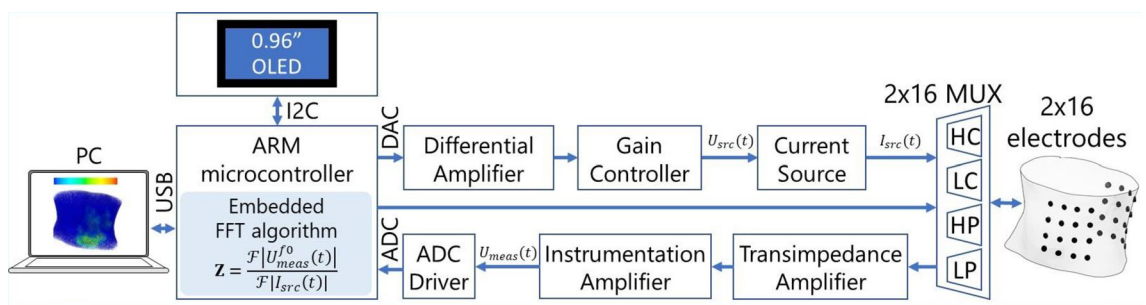 0.96”
OLED
I2C
2x16 MUX
2x16
electrodes
PC
USB
ARM
microcontroller
DAC
Differential
Amplifier
Gain
Controller
U_src(t)
Current
Source
I_src(t)
HC
LC
HP
LP
Embedded
FFT algorithm
Z = ℱ|U_meas^f0(t)| / ℱ|I_src(t)|
ADC
ADC
Driver
U_meas(t)
Instrumentation
Amplifier
Transimpedance
Amplifier